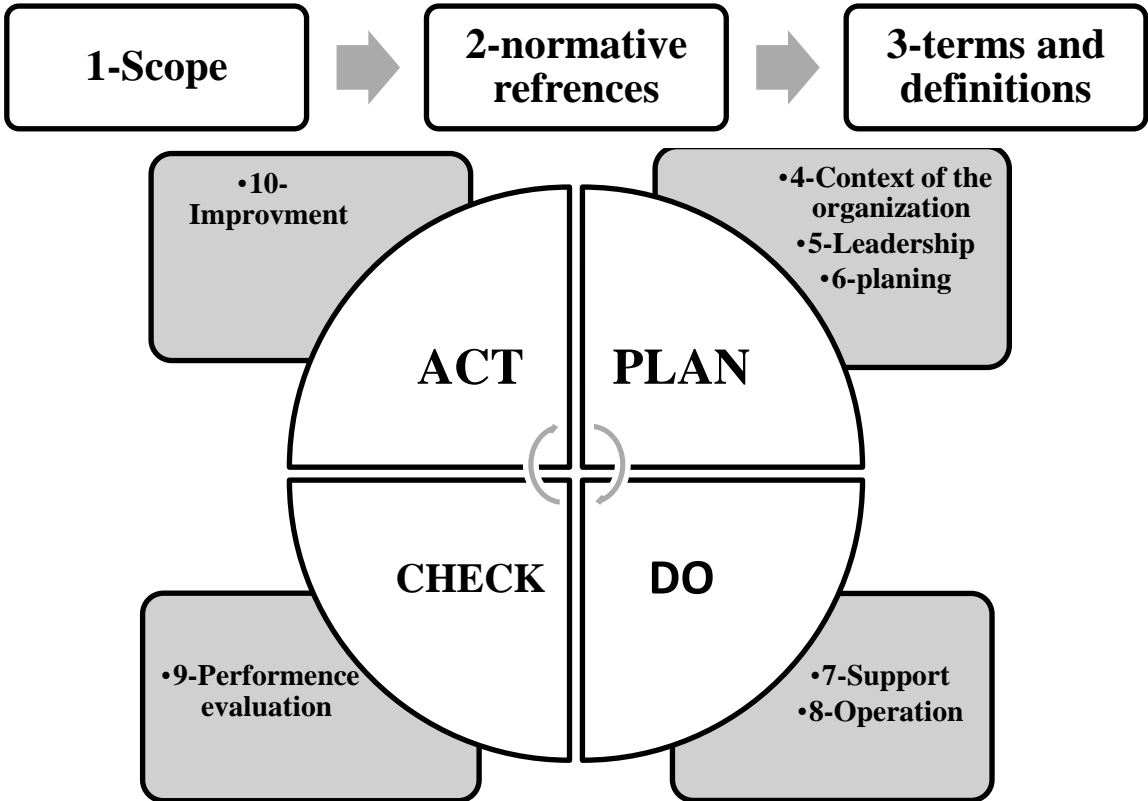 1-Scope
2-normative
refrences
3-terms and
definitions
•10-
Improvment
•4-Context of the
organization
•5-Leadership
•6-planing
ACT
PLAN
CHECK
DO
•9-Performence
evaluation
•7-Support
•8-Operation